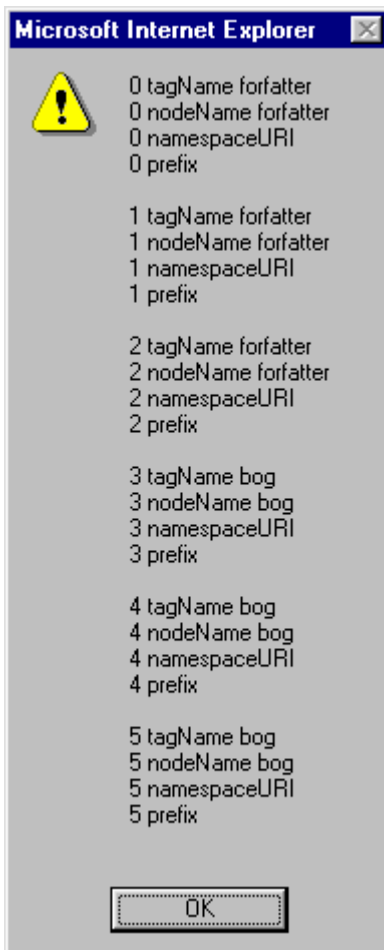 Microsoft Internet Explorer
0 tagName forfatter
0 nodeName forfatter
0 namespaceURI
0 prefix
1 tagName forfatter
1 nodeName forfatter
1 namespaceURI
1 prefix
2 tagName forfatter
2 nodeName forfatter
2 namespaceURI
2 prefix
3 tagName bog
3 nodeName bog
3 namespaceURI
3 prefix
4 tagName bog
4 nodeName bog
4 namespaceURI
4 prefix
5 tagName bog
5 nodeName bog
5 namespaceURI
5 prefix
OK